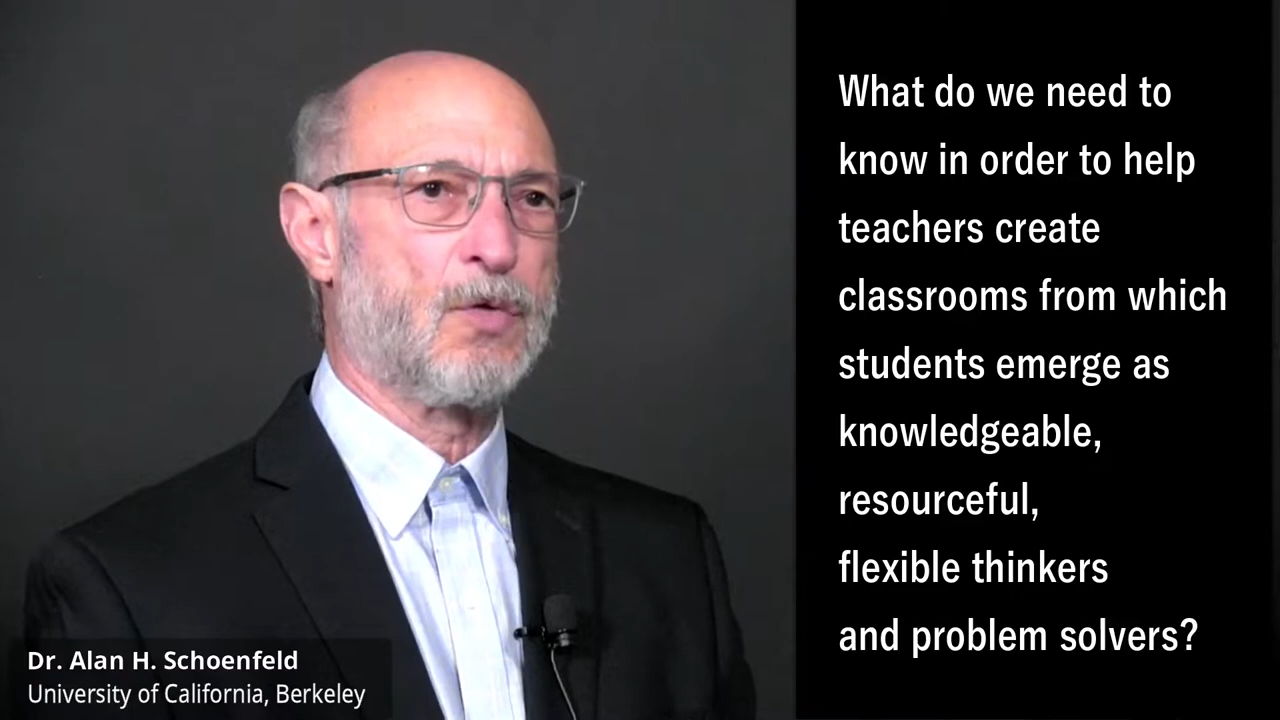 What do we need to
know in order to help
teachers create
classrooms from which
students emerge as
knowledgeable,
resourceful,
flexible thinkers
and problem solvers?
Dr. Alan H. Schoenfeld
University of California, Berkeley